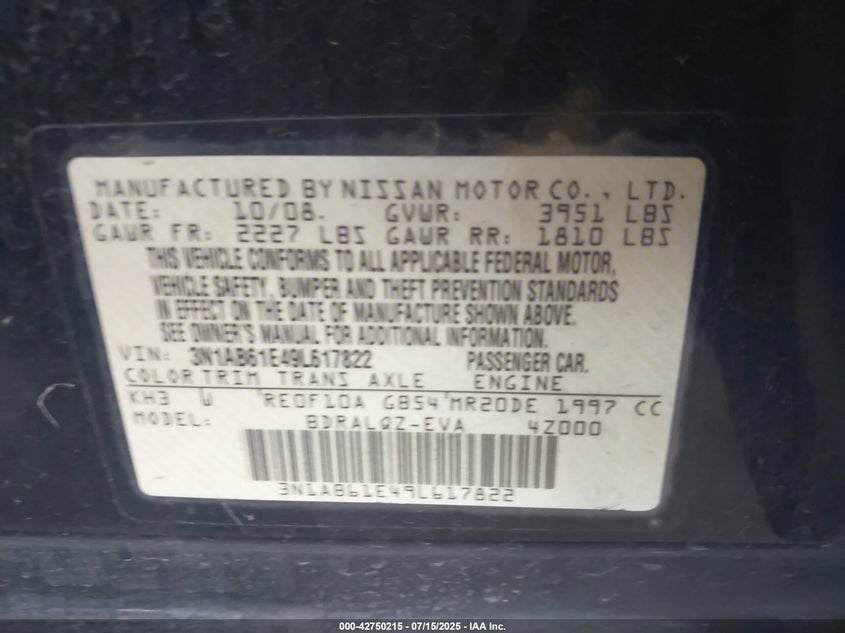 MANUFACTURED BY NISSAN MOTOR CO., LTD.
DATE: 10/08. GVWR: 3951 LBS
GAWR FR: 2227 LBS GAWR RR: 1810 LBS
THIS VEHICLE CONFORMS TO ALL APPLICABLE FEDERAL MOTOR,
VEHICLE SAFETY, BUMPER AND THEFT PREVENTION STANDARDS
IN EFFECT ON THE DATE OF MANUFACTURE SHOWN ABOVE.
SEE OWNER'S MANUAL FOR ADDITIONAL INFORMATION.
VIN: 3N1AB61E49L617822 PASSENGER CAR.
COLOR TRIM TRANS AXLE ENGINE
KH3 W RE0F10A GB54 MR20DE 1997 CC
MODEL: BDRALQZ-EVA 4Z000
3N1AB61E49L617822
000-42750215 - 07/15/2025 - IAA Inc.